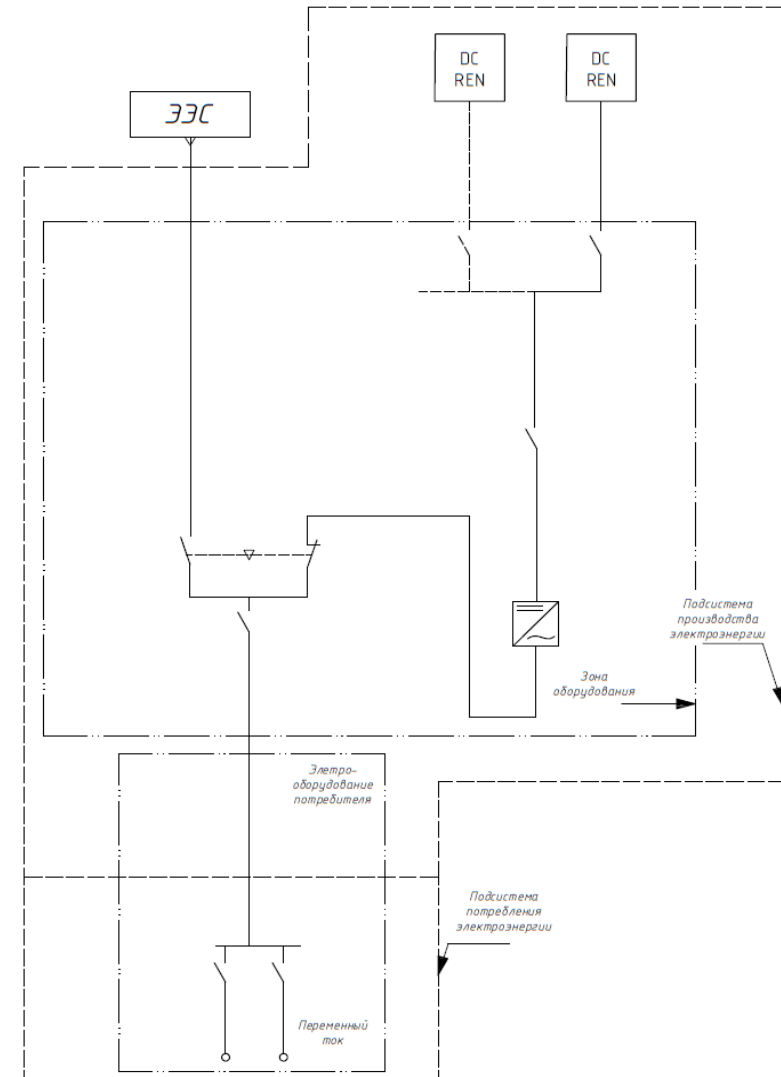 DC
REN
DC
REN
ЭЭС
Подсистема
производства
электроэнергии
Зона
оборудования
Элетро-
оборудование
потребителя
Подсистема
потребления
электроэнергии
Переменный
ток